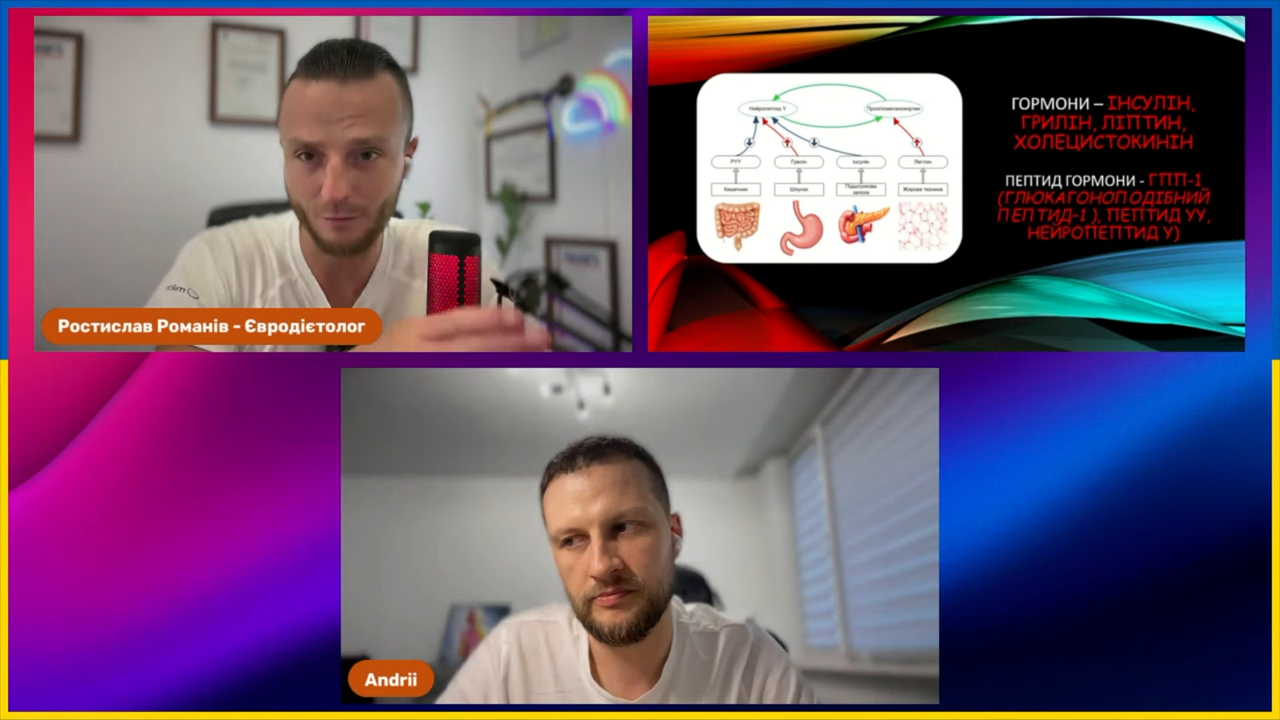 Ростислав Романів - Євродієтолог
Нейропептид Y
Проопіомеланокортин
PYY
Грелін
Інсулін
Лептин
Кишечник
Шлунок
Підшлункова
залоза
Жирова тканина
ГОРМОНИ – ІНСУЛІН,
ГРИЛІН, ЛІПТИН,
ХОЛЕЦИСТОКИНІН
ПЕПТИД ГОРМОНИ - ГПП-1
(ГЛЮКАГОНОПОДІБНИЙ
ПЕПТИД-1 ), ПЕПТИД YY,
НЕЙРОПЕПТИД Y)
Andrii